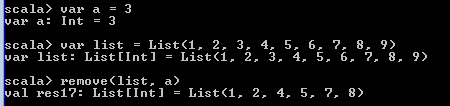 scala> var a = 3
var a: Int = 3
scala> var list = List(1, 2, 3, 4, 5, 6, 7, 8, 9)
var list: List[Int] = List(1, 2, 3, 4, 5, 6, 7, 8, 9)
scala> remove(list, a)
val res17: List[Int] = List(1, 2, 4, 5, 7, 8)